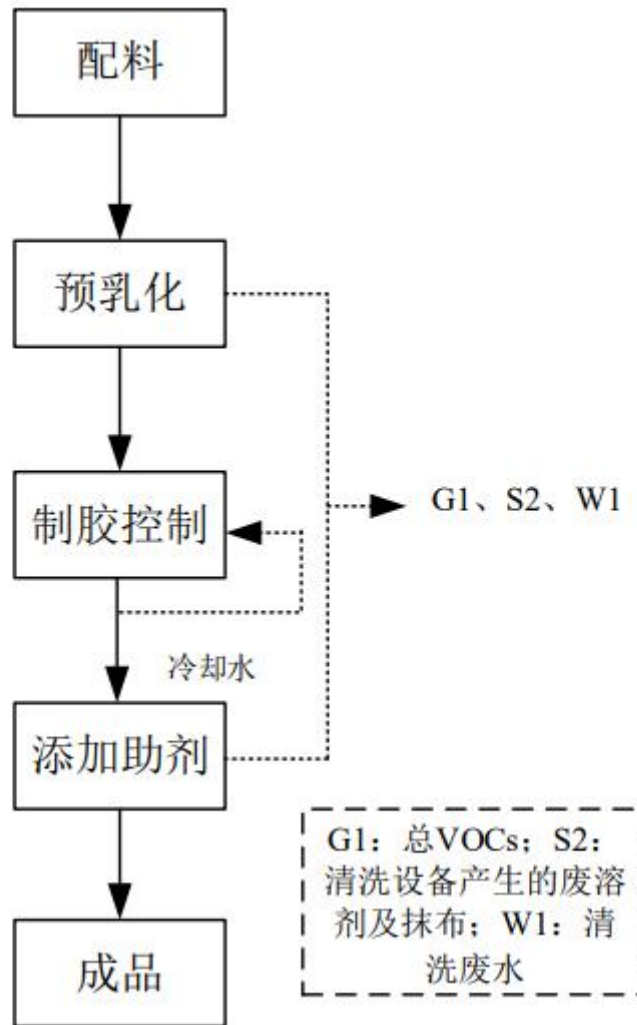 配料
预乳化
制胶控制
G1、S2、W1
冷却水
添加助剂
G1：总VOCs；S2：
清洗设备产生的废溶
剂及抹布；W1：清
洗废水
成品